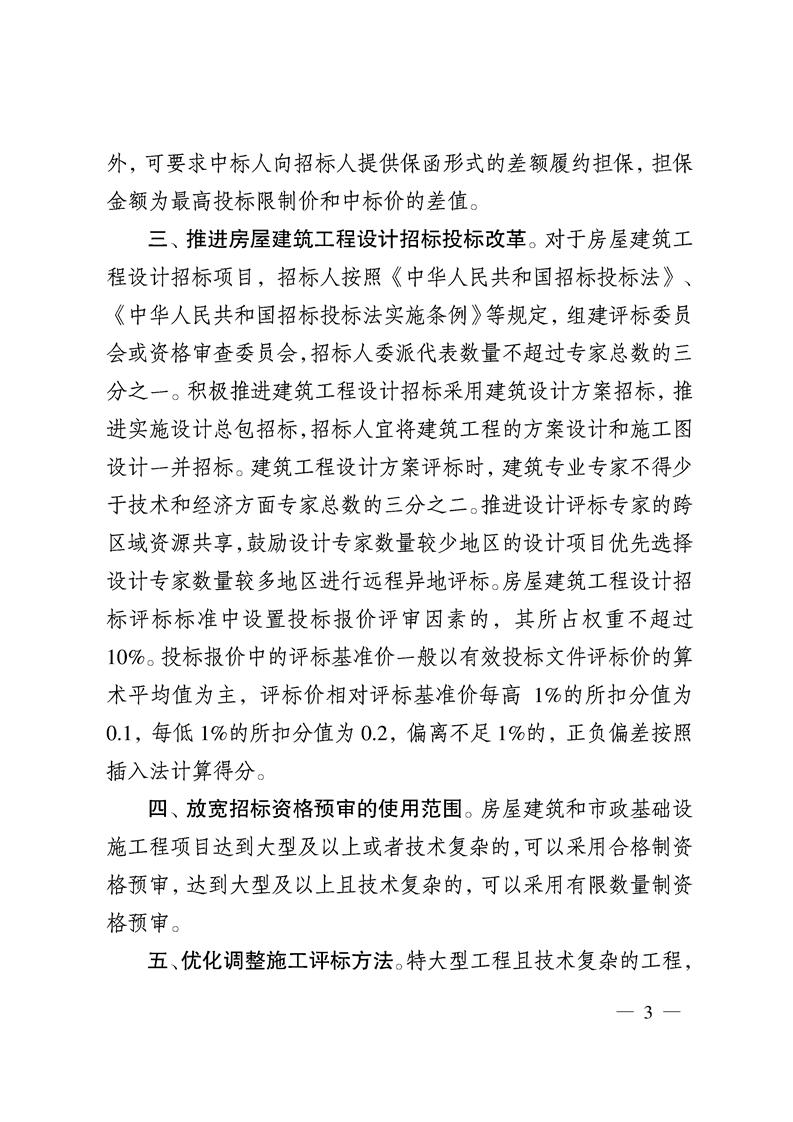 外，可要求中标人向招标人提供保函形式的差额履约担保，担保
金额为最高投标限制价和中标价的差值。
三、推进房屋建筑工程设计招标投标改革。对于房屋建筑工
程设计招标项目，招标人按照《中华人民共和国招标投标法》、
《中华人民共和国招标投标法实施条例》等规定，组建评标委员
会或资格审查委员会，招标人委派代表数量不超过专家总数的三
分之一。积极推进建筑工程设计招标采用建筑设计方案招标，推
进实施设计总包招标，招标人宜将建筑工程的方案设计和施工图
设计一并招标。建筑工程设计方案评标时，建筑专业专家不得少
于技术和经济方面专家总数的三分之二。推进设计评标专家的跨
区域资源共享，鼓励设计专家数量较少地区的设计项目优先选择
设计专家数量较多地区进行远程异地评标。房屋建筑工程设计招
标评标标准中设置投标报价评审因素的，其所占权重不超过
10%。投标报价中的评标基准价一般以有效投标文件评标价的算
术平均值为主，评标价相对评标基准价每高 1%的所扣分值为
0.1，每低 1%的所扣分值为 0.2，偏离不足 1%的，正负偏差按照
插入法计算得分。
四、放宽招标资格预审的使用范围。房屋建筑和市政基础设
施工程项目达到大型及以上或者技术复杂的，可以采用合格制资
格预审，达到大型及以上且技术复杂的，可以采用有限数量制资
格预审。
五、优化调整施工评标方法。特大型工程且技术复杂的工程，
— 3 —